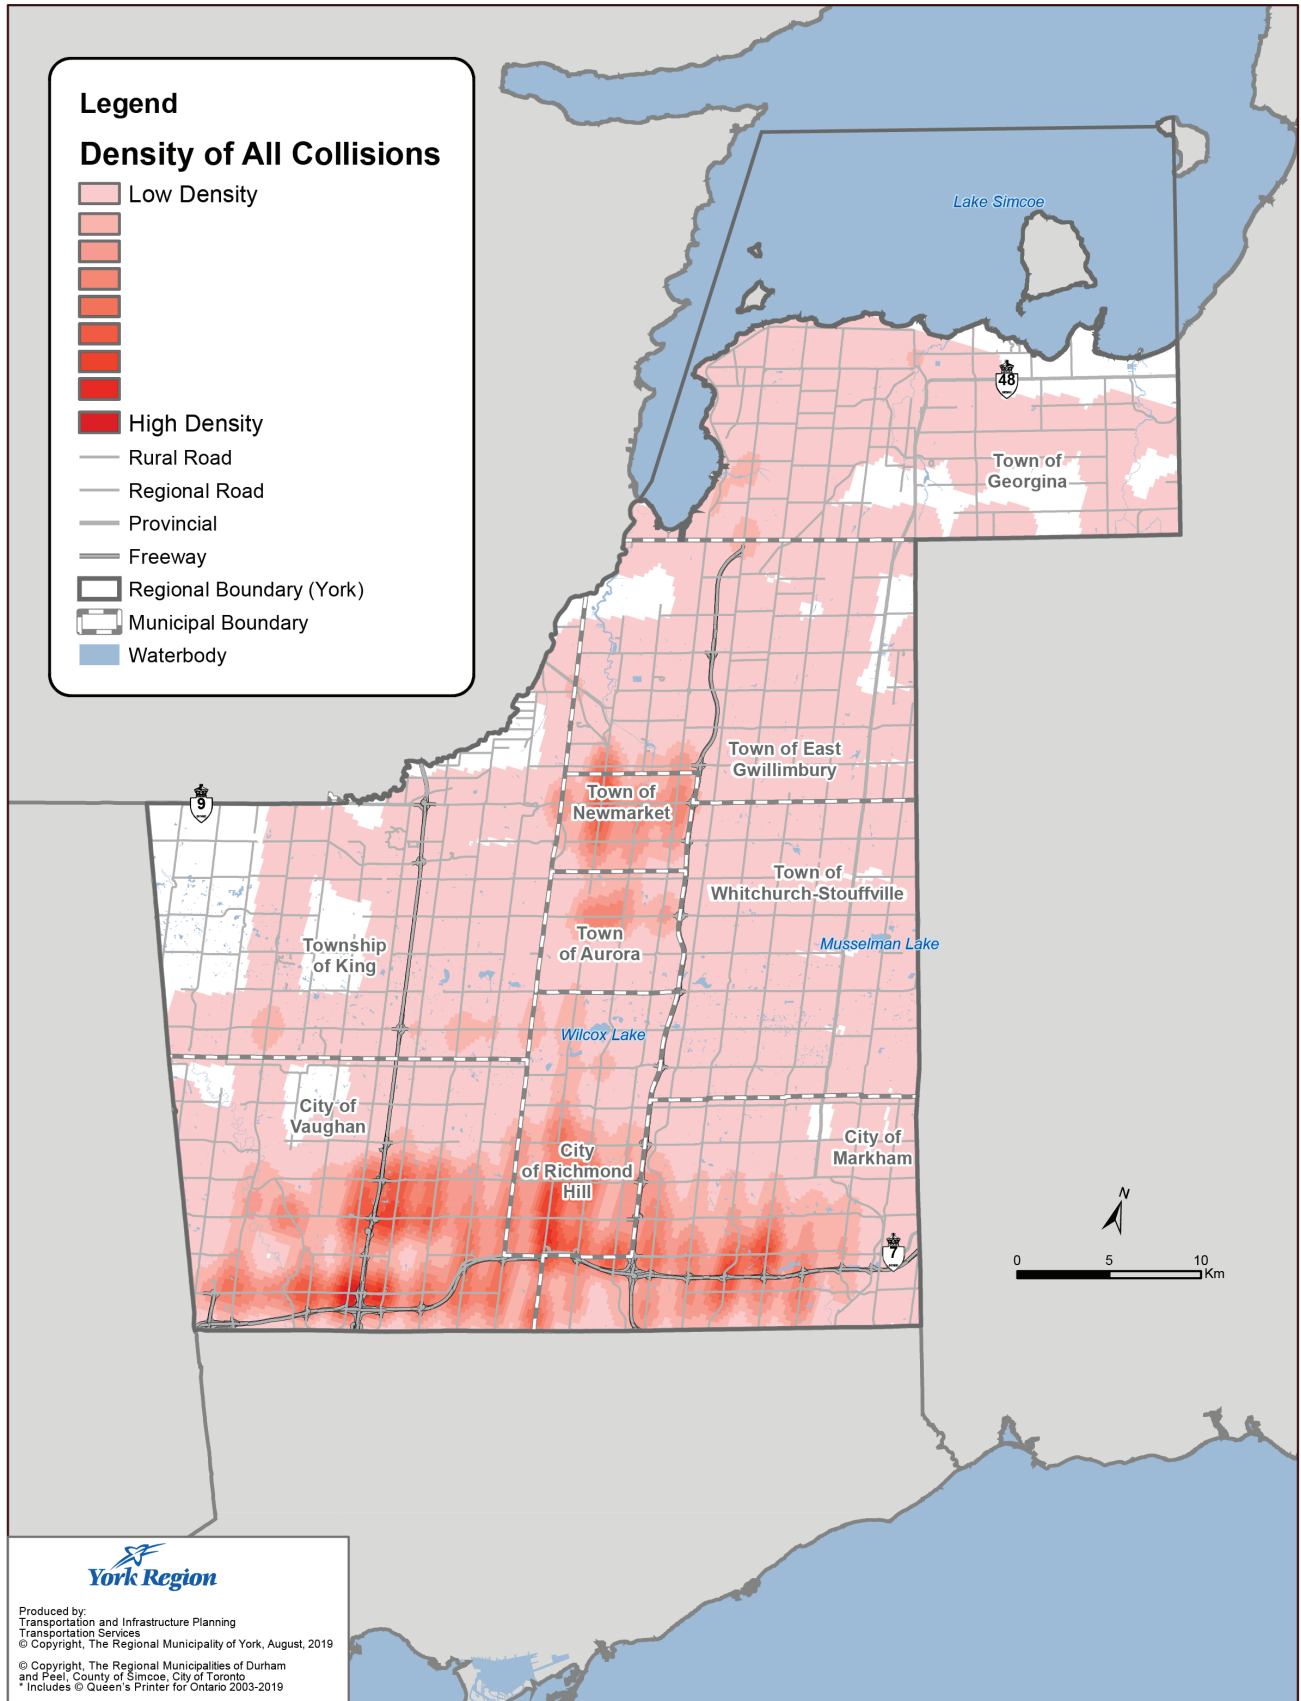 Legend
Density of All Collisions
Low Density
High Density
Rural Road
Regional Road
Provincial
Freeway
Regional Boundary (York)
Municipal Boundary
Waterbody
Lake Simcoe
48
Town of
Georgina
Town of East
Gwillimbury
9
Town of
Newmarket
Town of
Whitchurch-Stouffville
Township
of King
Town
of Aurora
Musselman Lake
Wilcox Lake
City of
Vaughan
City
of Richmond
Hill
City of
Markham
N
7
0 5 10
Km
York Region
Produced by:
Transportation and Infrastructure Planning
Transportation Services
© Copyright, The Regional Municipality of York, August, 2019
© Copyright, The Regional Municipalities of Durham
and Peel, County of Simcoe, City of Toronto
* Includes © Queen's Printer for Ontario 2003-2019